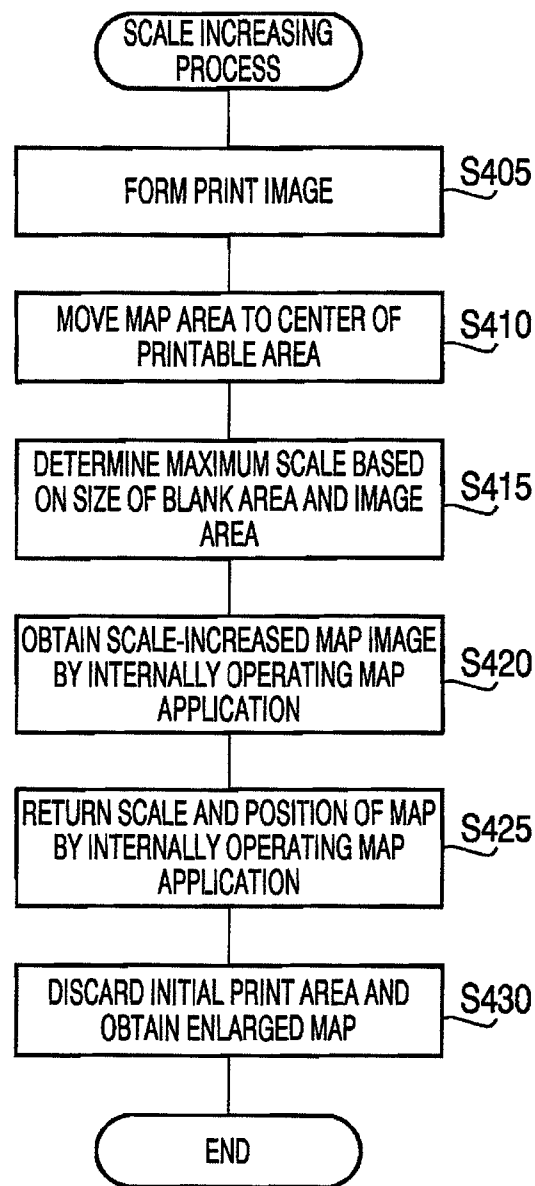 SCALE INCREASING
PROCESS
FORM PRINT IMAGE
S405
MOVE MAP AREA TO CENTER OF
PRINTABLE AREA
S410
DETERMINE MAXIMUM SCALE BASED
ON SIZE OF BLANK AREA AND IMAGE
AREA
S415
OBTAIN SCALE-INCREASED MAP IMAGE
BY INTERNALLY OPERATING MAP
APPLICATION
S420
RETURN SCALE AND POSITION OF MAP
BY INTERNALLY OPERATING MAP
APPLICATION
S425
DISCARD INITIAL PRINT AREA AND
OBTAIN ENLARGED MAP
S430
END